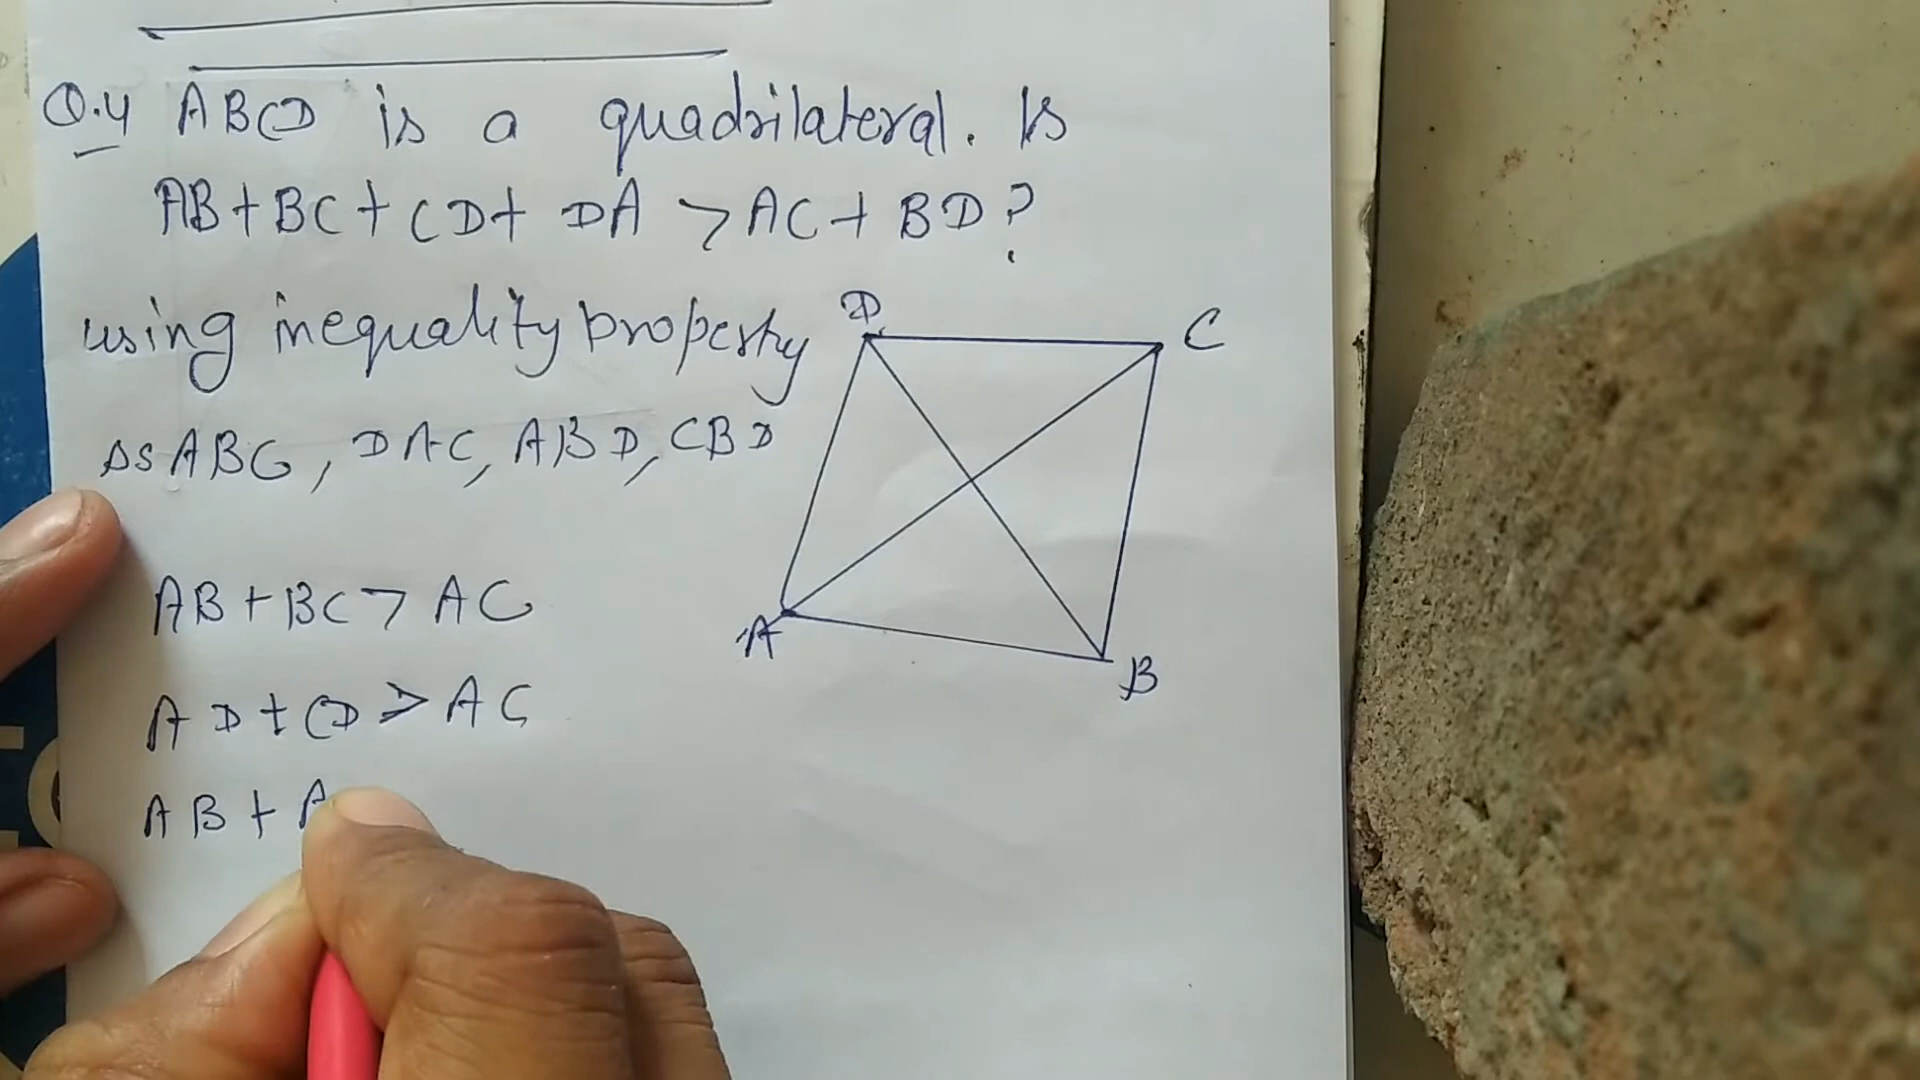 Q.4 ABCD is a quadrilateral. Is
AB+BC+CD+DA > AC+BD?
using inequality property
Δs ABC, DAC, ABD, CBD
AB+BC > AC
AD+CD > AC
AB+A
D
C
A
B